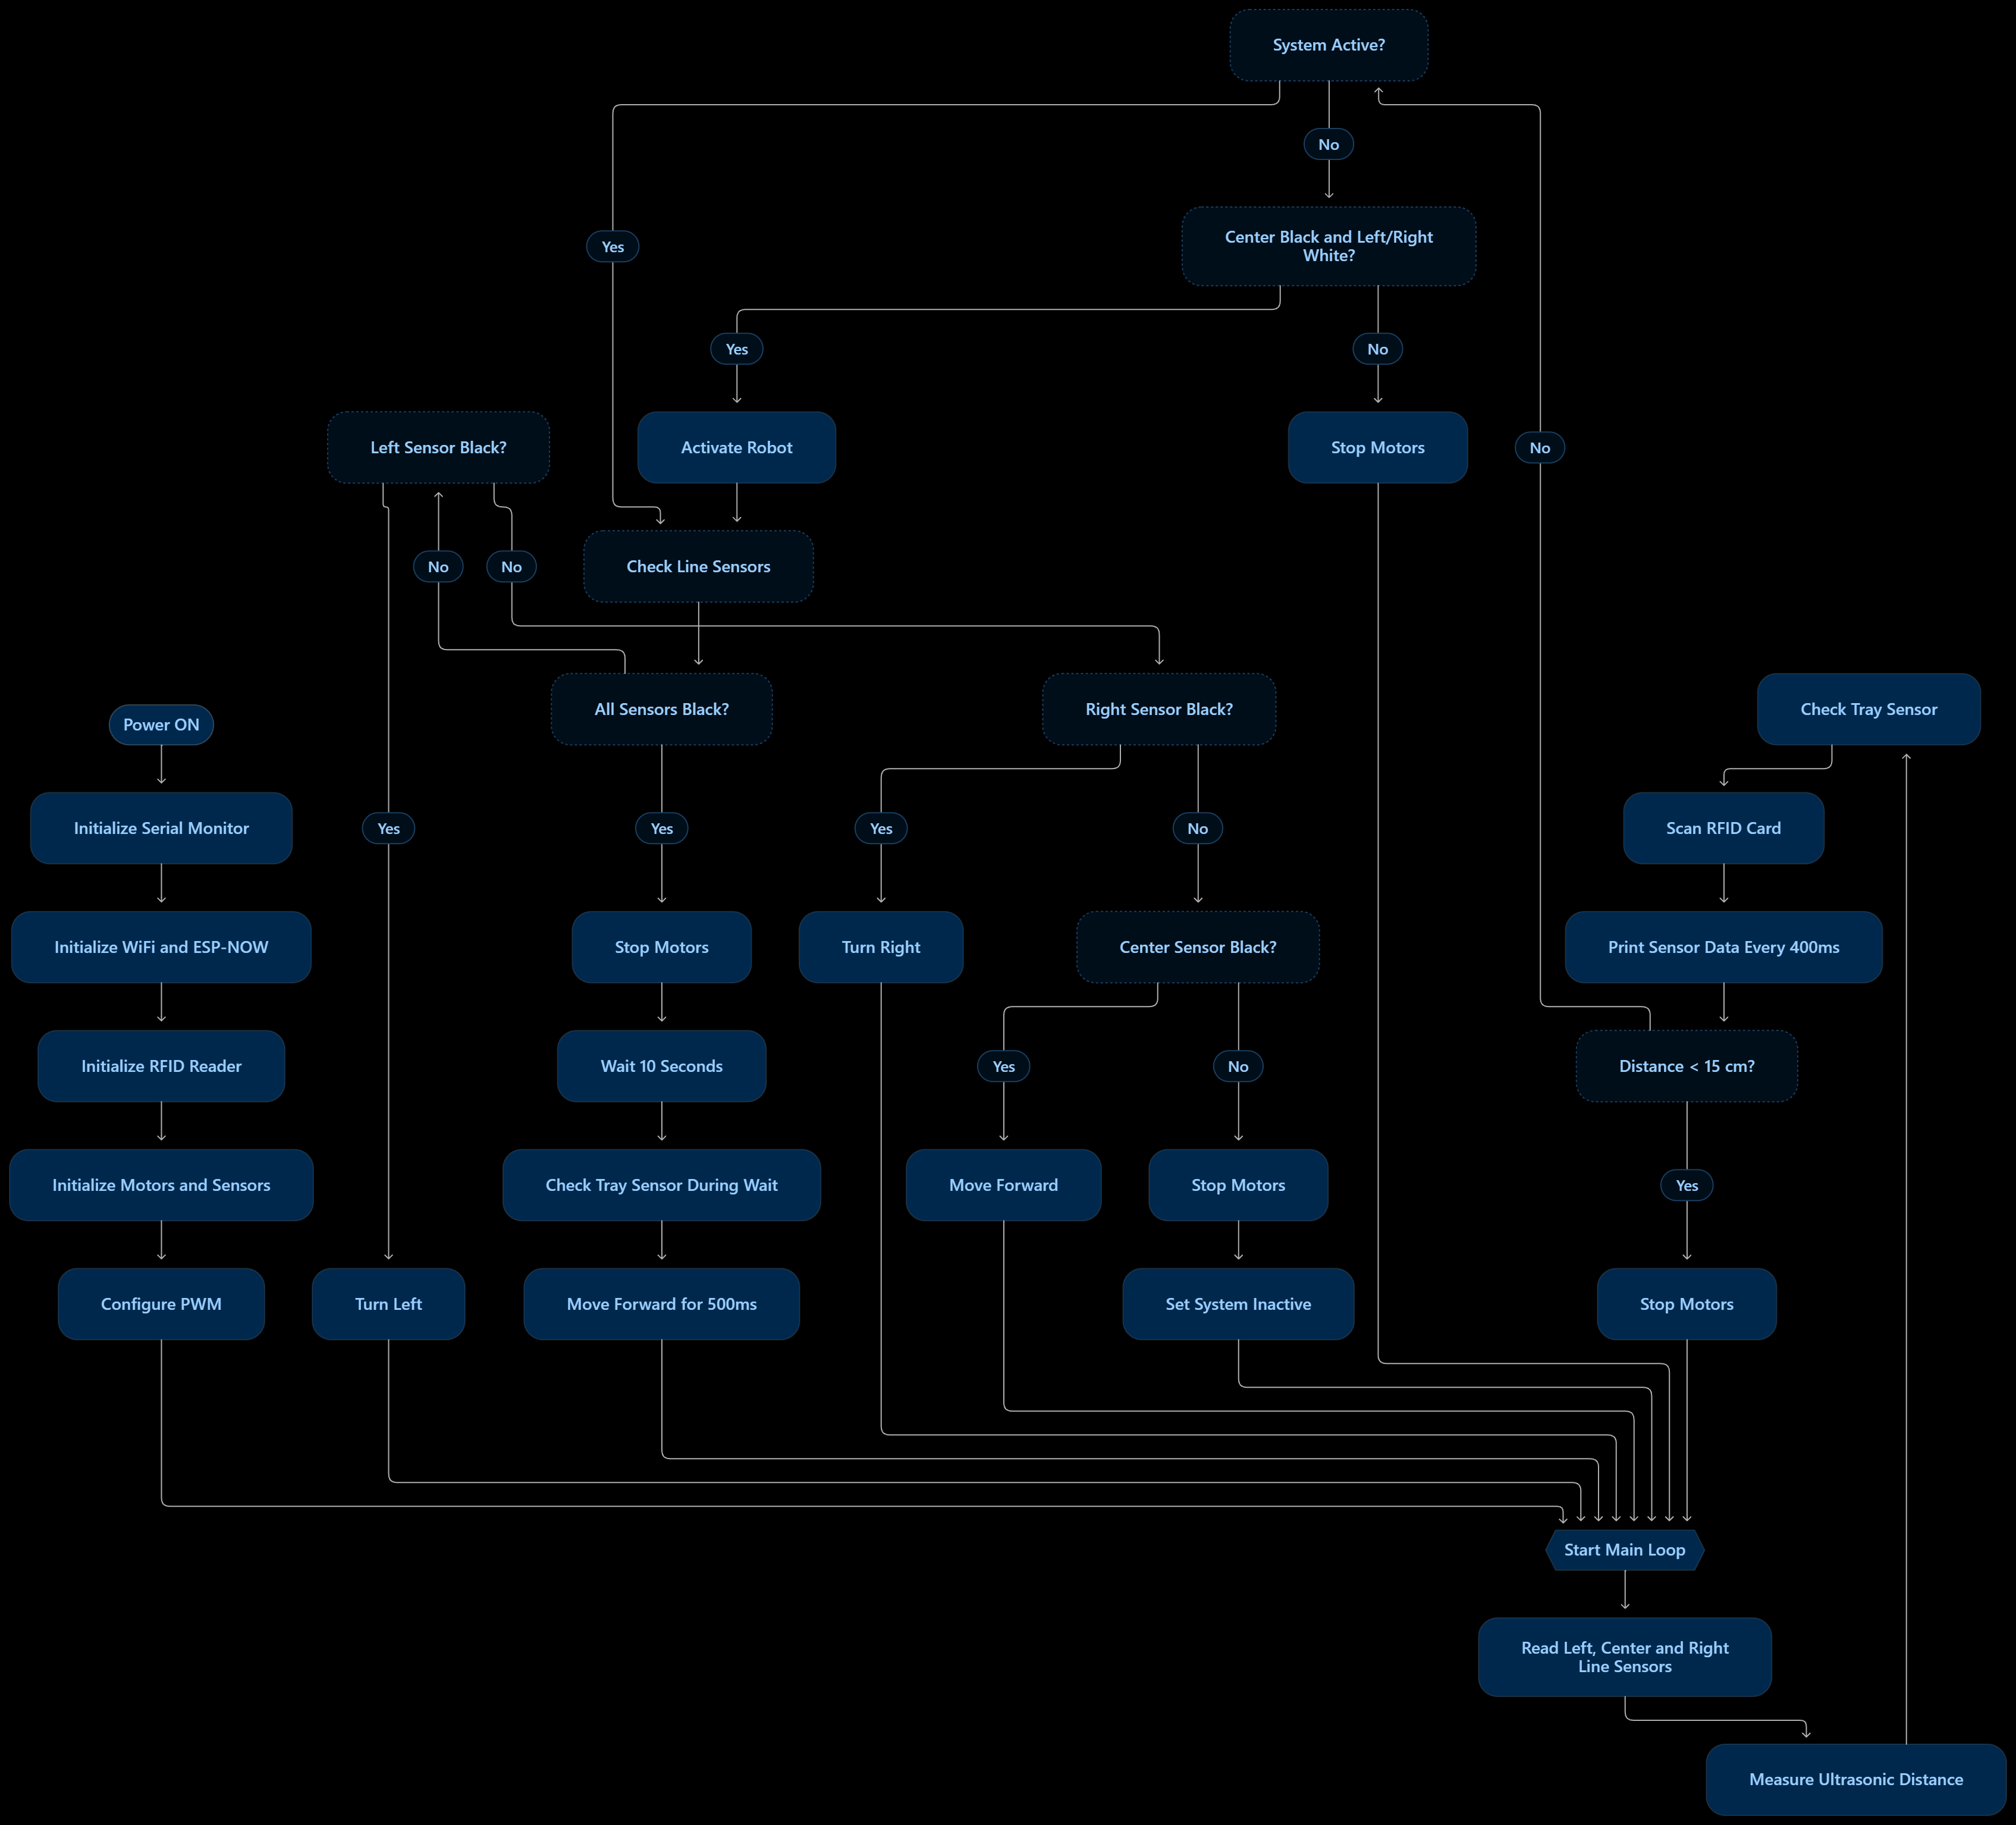 System Active?
No
Yes
Center Black and Left/Right
White?
Yes
No
Left Sensor Black?
Activate Robot
Stop Motors
No
No
No
Check Line Sensors
All Sensors Black?
Right Sensor Black?
Check Tray Sensor
Power ON
Initialize Serial Monitor
Yes
Yes
Yes
No
Scan RFID Card
Initialize WiFi and ESP-NOW
Stop Motors
Turn Right
Center Sensor Black?
Print Sensor Data Every 400ms
Initialize RFID Reader
Wait 10 Seconds
Yes
No
Distance < 15 cm?
Initialize Motors and Sensors
Check Tray Sensor During Wait
Move Forward
Stop Motors
Yes
Configure PWM
Turn Left
Move Forward for 500ms
Set System Inactive
Stop Motors
Start Main Loop
Read Left, Center and Right
Line Sensors
Measure Ultrasonic Distance